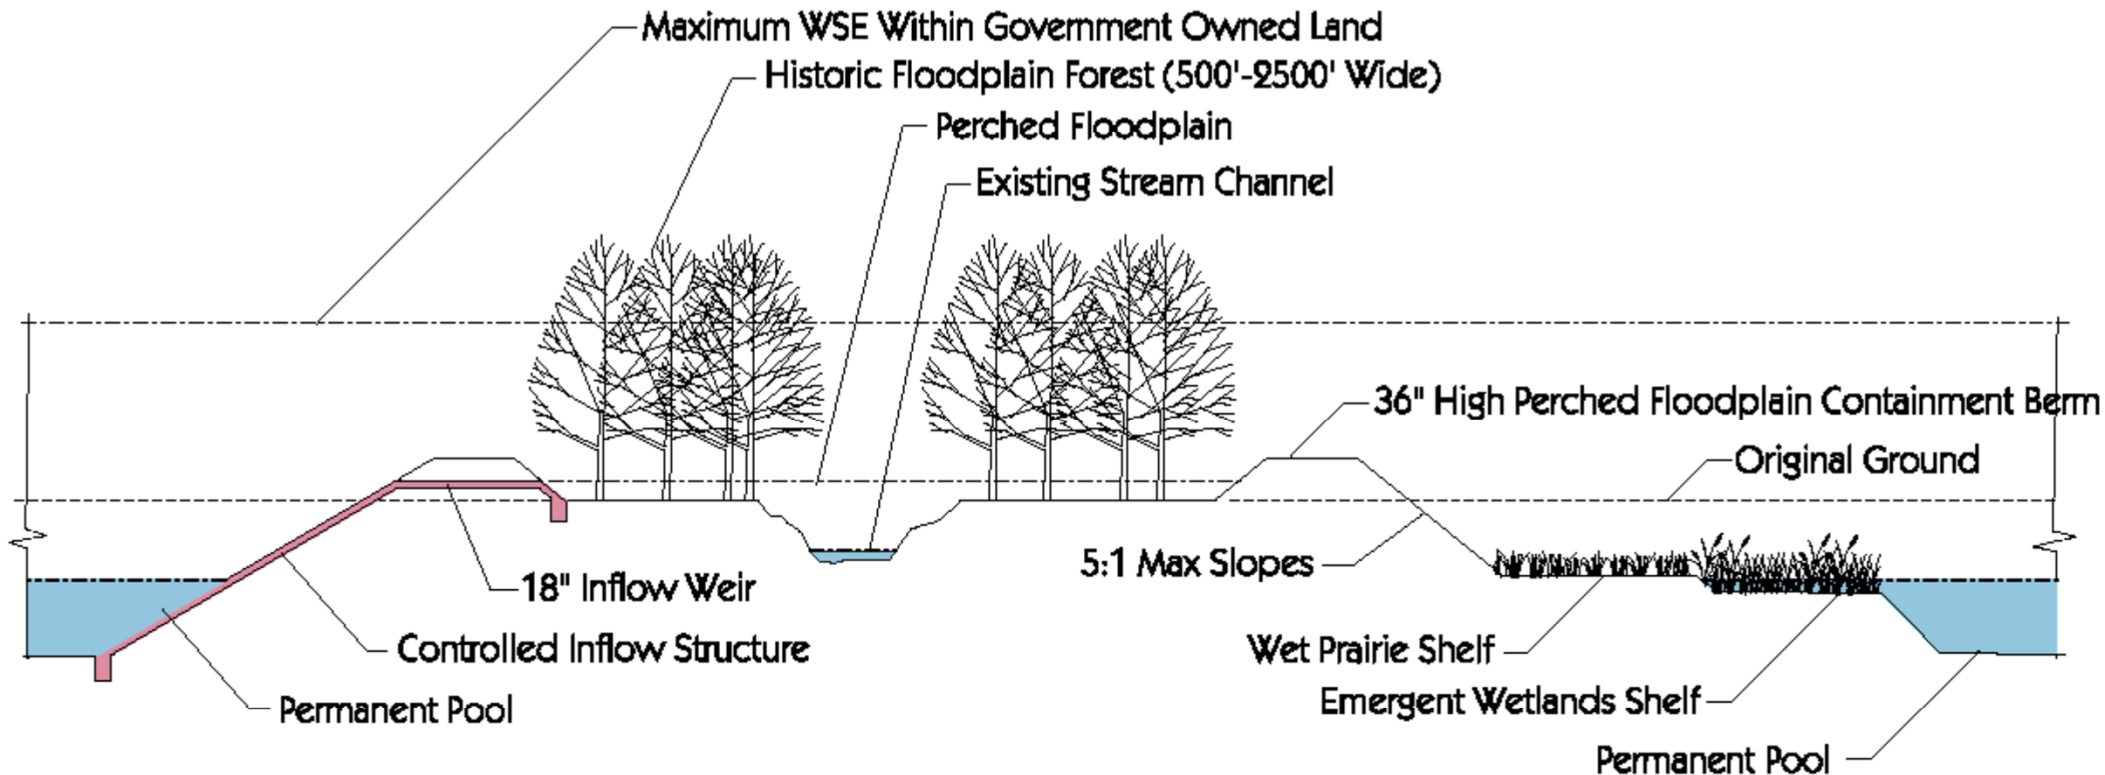 Maximum WSE Within Government Owned Land
Historic Floodplain Forest (500'-2500' Wide)
Perched Floodplain
Existing Stream Channel
36" High Perched Floodplain Containment Berm
Original Ground
5:1 Max Slopes
18" Inflow Weir
Controlled Inflow Structure
Wet Prairie Shelf
Emergent Wetlands Shelf
Permanent Pool
Permanent Pool